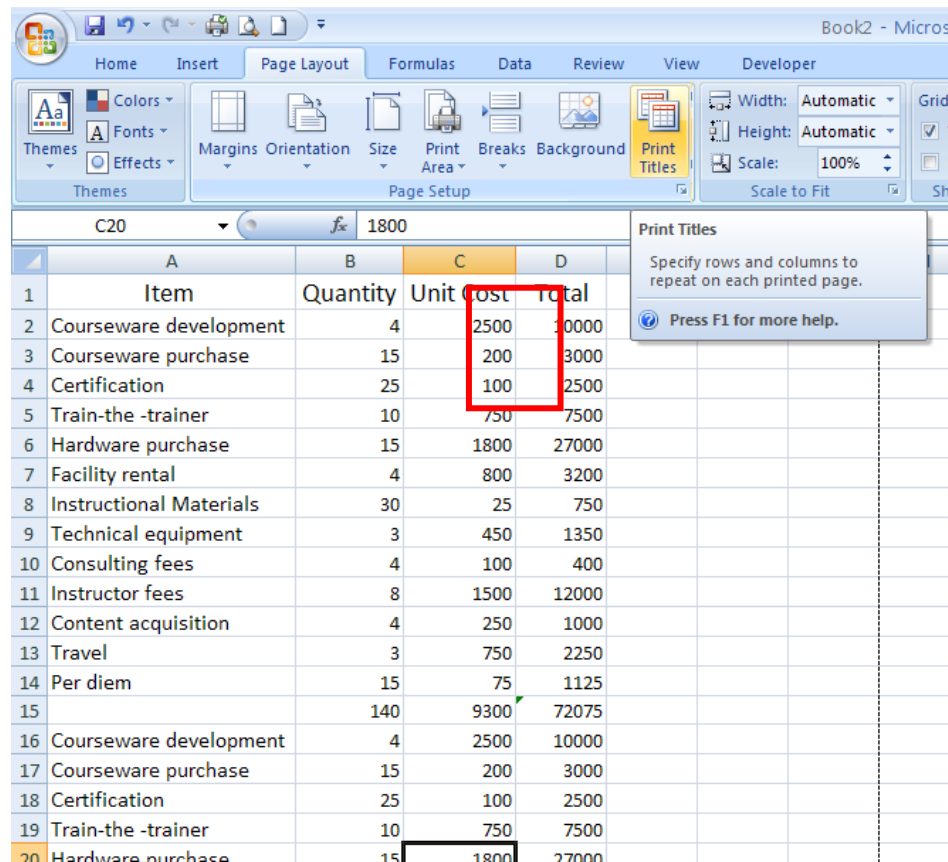 Book2 - Micros
Home Insert Page Layout Formulas Data Review View Developer
Themes
Aa
Colors
A Fonts
Effects
Margins
Orientation
Size
Print Area
Breaks
Background
Print Titles
Width: Automatic
Height: Automatic
Scale: 100%
Grid
Themes Page Setup Scale to Fit Sh
C20 fx 1800
Print Titles
Specify rows and columns to
repeat on each printed page.
Press F1 for more help.
A B C D
1 Item Quantity Unit Cost Total
2 Courseware development 4 2500 10000
3 Courseware purchase 15 200 3000
4 Certification 25 100 2500
5 Train-the -trainer 10 750 7500
6 Hardware purchase 15 1800 27000
7 Facility rental 4 800 3200
8 Instructional Materials 30 25 750
9 Technical equipment 3 450 1350
10 Consulting fees 4 100 400
11 Instructor fees 8 1500 12000
12 Content acquisition 4 250 1000
13 Travel 3 750 2250
14 Per diem 15 75 1125
15 140 9300 72075
16 Courseware development 4 2500 10000
17 Courseware purchase 15 200 3000
18 Certification 25 100 2500
19 Train-the -trainer 10 750 7500
20 Hardware purchase 15 1800 27000